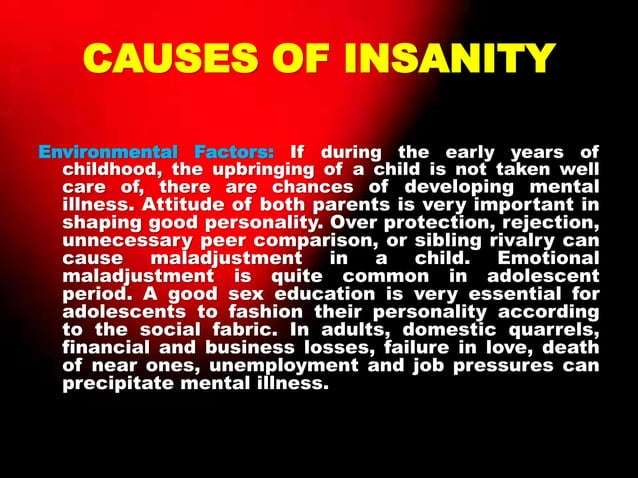 CAUSES OF INSANITY
Environmental Factors: If during the early years of
childhood, the upbringing of a child is not taken well
care of, there are chances of developing mental
illness. Attitude of both parents is very important in
shaping good personality. Over protection, rejection,
unnecessary peer comparison, or sibling rivalry can
cause maladjustment in a child. Emotional
maladjustment is quite common in adolescent
period. A good sex education is very essential for
adolescents to fashion their personality according
to the social fabric. In adults, domestic quarrels,
financial and business losses, failure in love, death
of near ones, unemployment and job pressures can
precipitate mental illness.